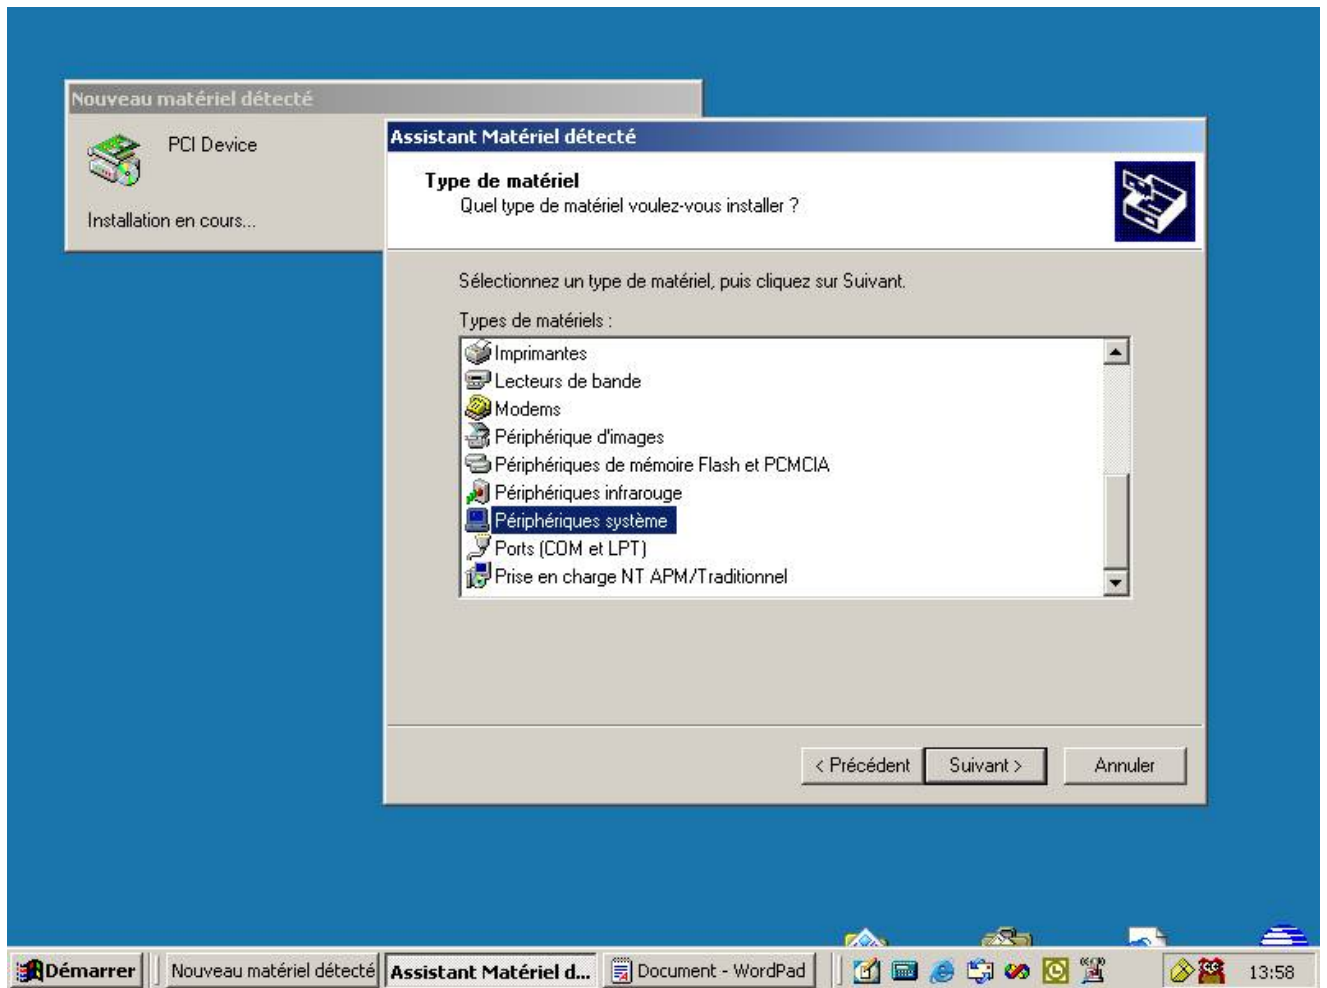 Nouveau matériel détecté
PCI Device
Installation en cours...
Assistant Matériel détecté
Type de matériel
Quel type de matériel voulez-vous installer ?
Sélectionnez un type de matériel, puis cliquez sur Suivant.
Types de matériels :
Imprimantes
Lecteurs de bande
Modems
Périphérique d'images
Périphériques de mémoire Flash et PCMCIA
Périphériques infrarouge
Périphériques système
Ports (COM et LPT)
Prise en charge NT APM/Traditionnel
< Précédent Suivant > Annuler
Démarrer Nouveau matériel détecté Assistant Matériel d... Document - WordPad 13:58